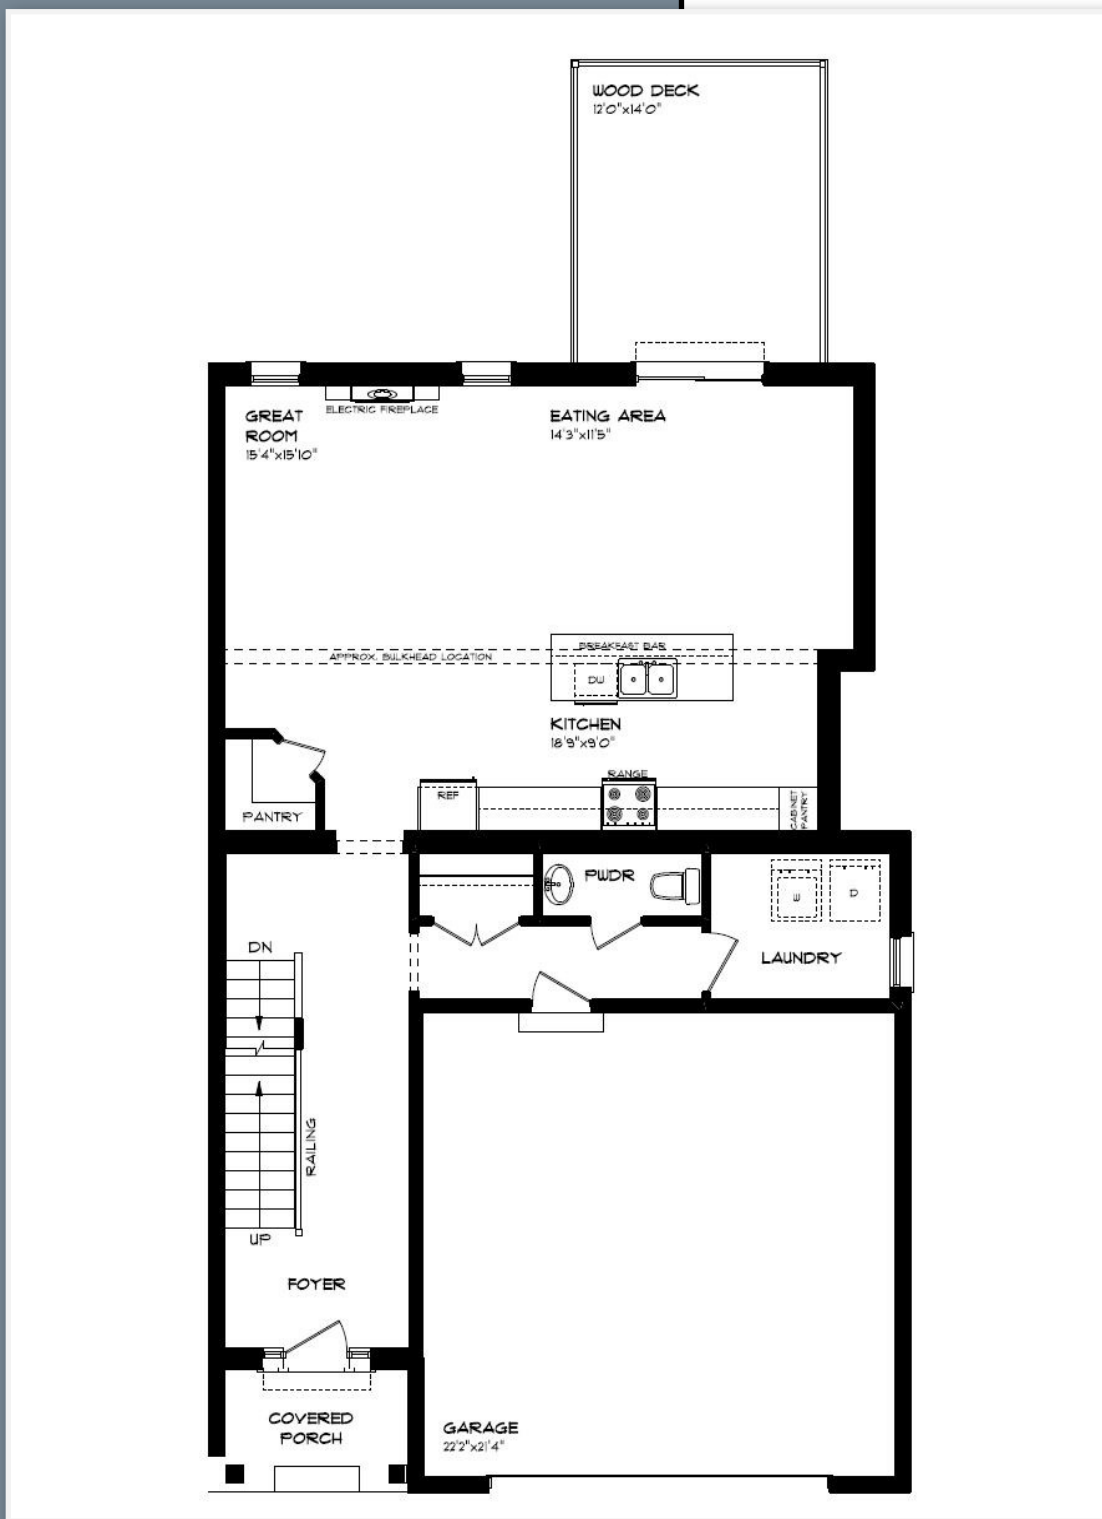 WOOD DECK
12'0"x14'0"
ELECTRIC FIREPLACE
GREAT
ROOM
15'4"x15'10"
EATING AREA
14'3"x11'5"
BREAKFAST BAR
APPROX. BULKHEAD LOCATION
DW
KITCHEN
18'9"x9'0"
RANGE
REF
CABINET
PANTRY
PANTRY
PWDR
W
D
DN
LAUNDRY
RAILING
UP
FOYER
COVERED
PORCH
GARAGE
22'2"x21'4"